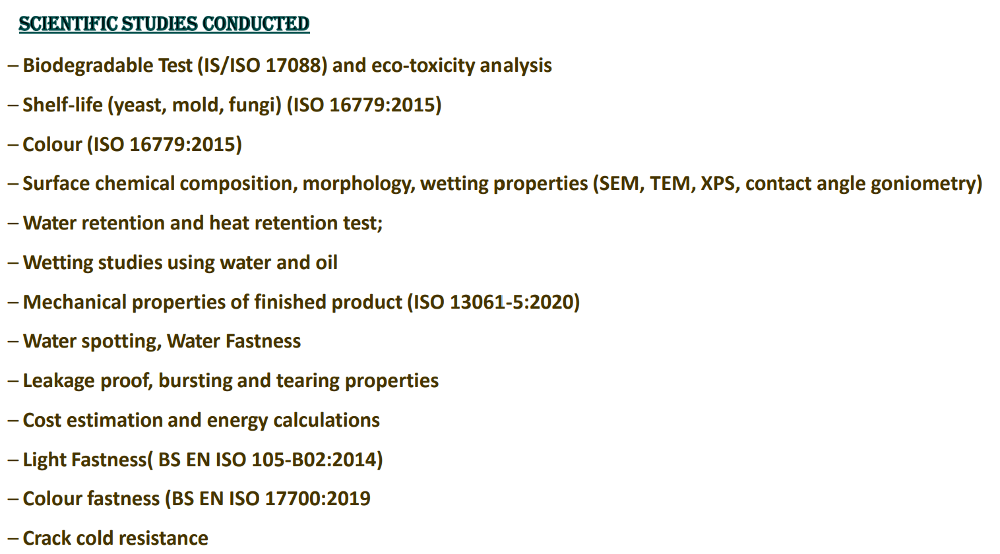 SCIENTIFIC STUDIES CONDUCTED
– Biodegradable Test (IS/ISO 17088) and eco-toxicity analysis
– Shelf-life (yeast, mold, fungi) (ISO 16779:2015)
– Colour (ISO 16779:2015)
– Surface chemical composition, morphology, wetting properties (SEM, TEM, XPS, contact angle goniometry)
– Water retention and heat retention test;
– Wetting studies using water and oil
– Mechanical properties of finished product (ISO 13061-5:2020)
– Water spotting, Water Fastness
– Leakage proof, bursting and tearing properties
– Cost estimation and energy calculations
– Light Fastness( BS EN ISO 105-B02:2014)
– Colour fastness (BS EN ISO 17700:2019
– Crack cold resistance